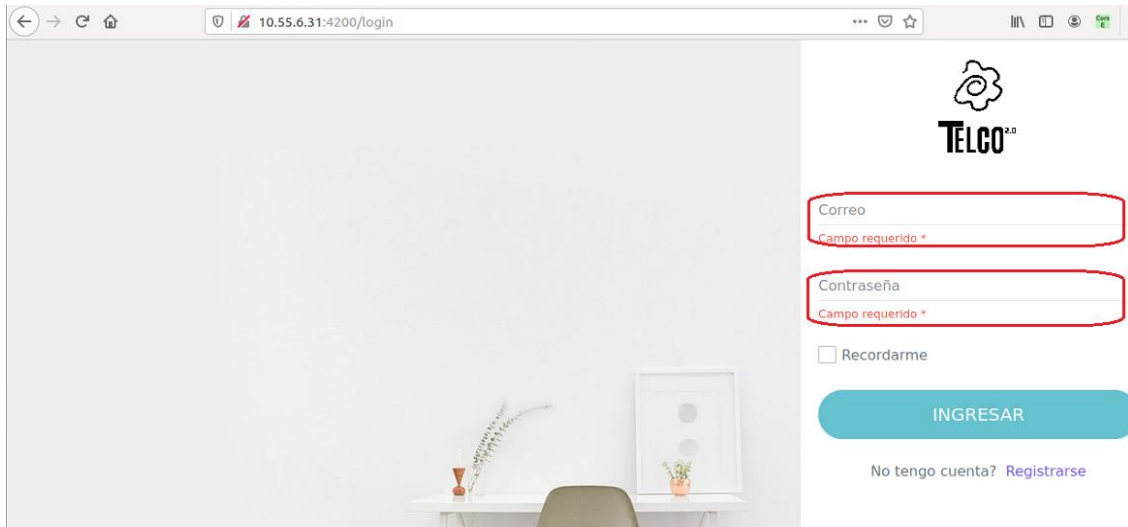 10.55.6.31:4200/login
Cors
E
TELCO 2.0
Correo
Campo requerido *
Contraseña
Campo requerido *
Recordarme
INGRESAR
No tengo cuenta? Registrarse